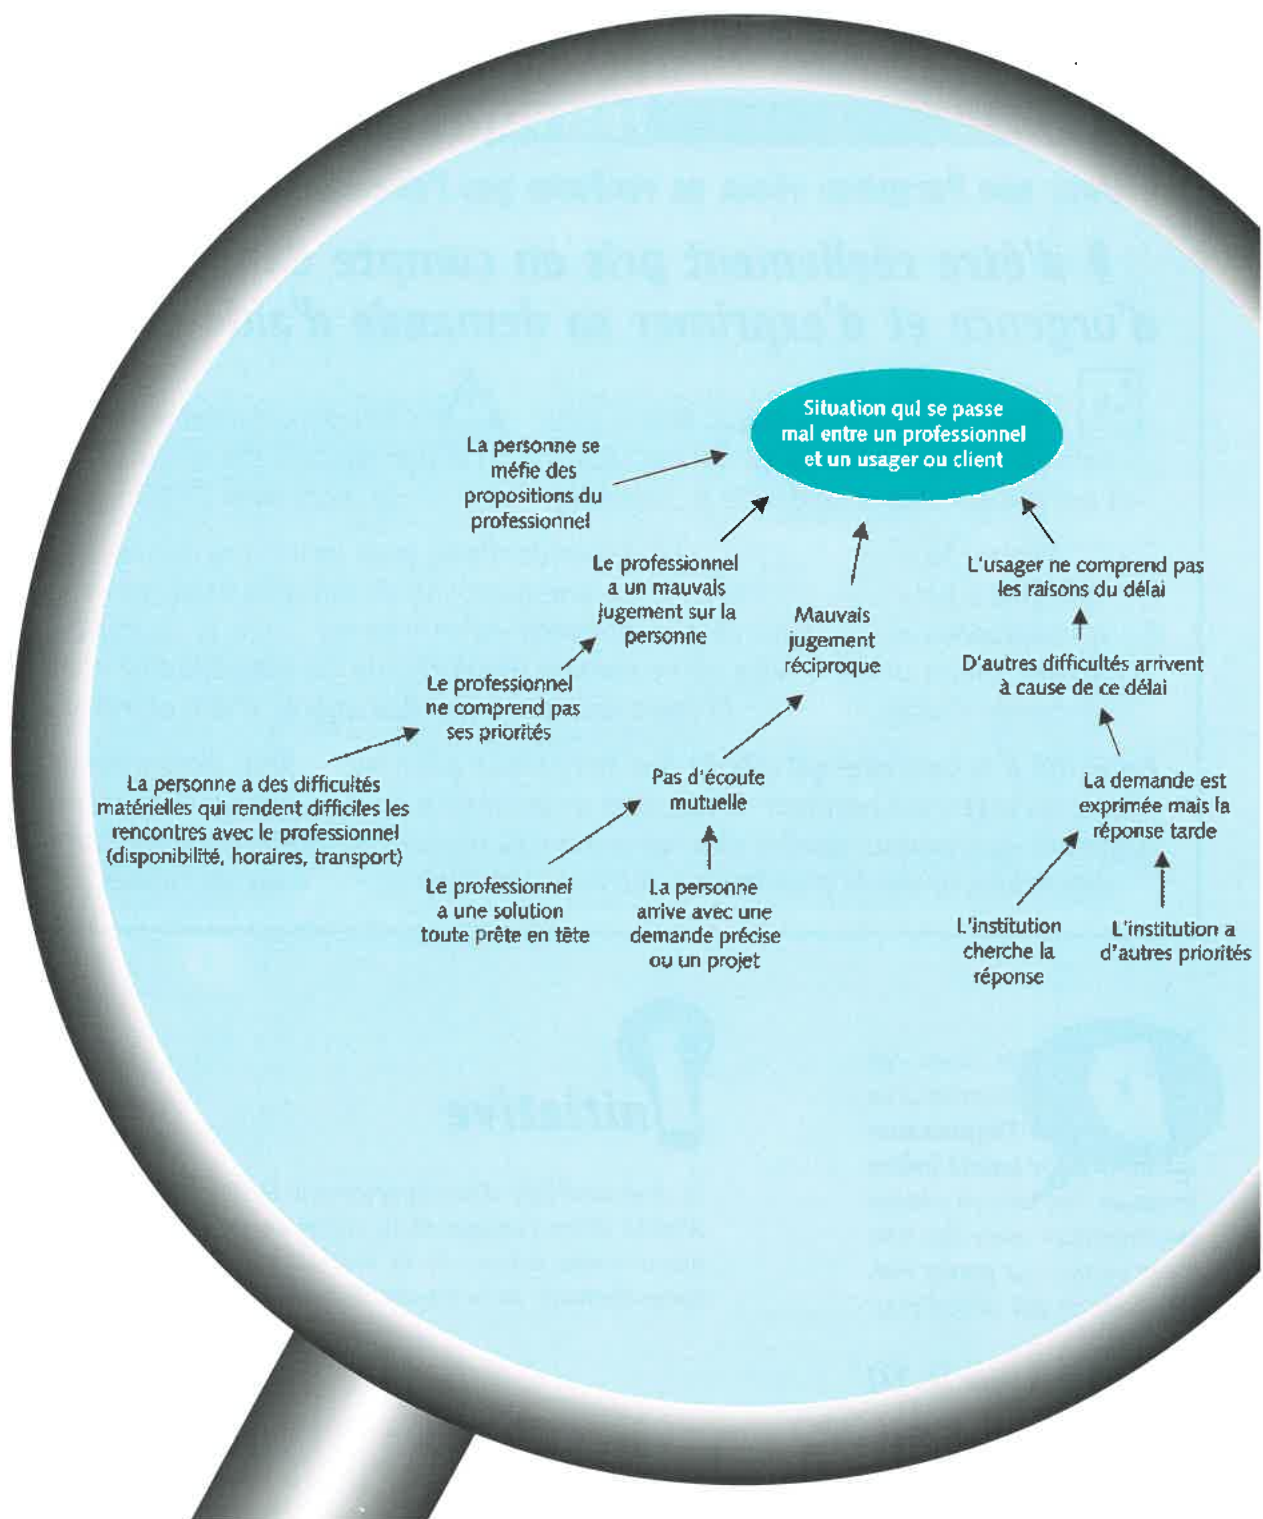 Situation qui se passe
mal entre un professionnel
et un usager ou client
La personne se
méfie des
propositions du
professionnel
Le professionnel
a un mauvais
jugement sur la
personne
Mauvais
jugement
réciproque
L'usager ne comprend pas
les raisons du délai
Le professionnel
ne comprend pas
ses priorités
D'autres difficultés arrivent
à cause de ce délai
La personne a des difficultés
matérielles qui rendent difficiles les
rencontres avec le professionnel
(disponibilité, horaires, transport)
Pas d'écoute
mutuelle
La demande est
exprimée mais la
réponse tarde
Le professionnel
a une solution
toute prête en tête
La personne
arrive avec une
demande précise
ou un projet
L'institution
cherche la
réponse
L'institution a
d'autres priorités